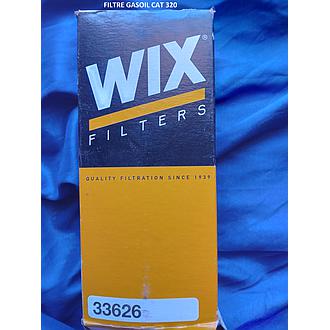 FILTRE GASOIL CAT 320
WIX®
FILTERS
QUALITY FILTRATION SINCE 1939
33626